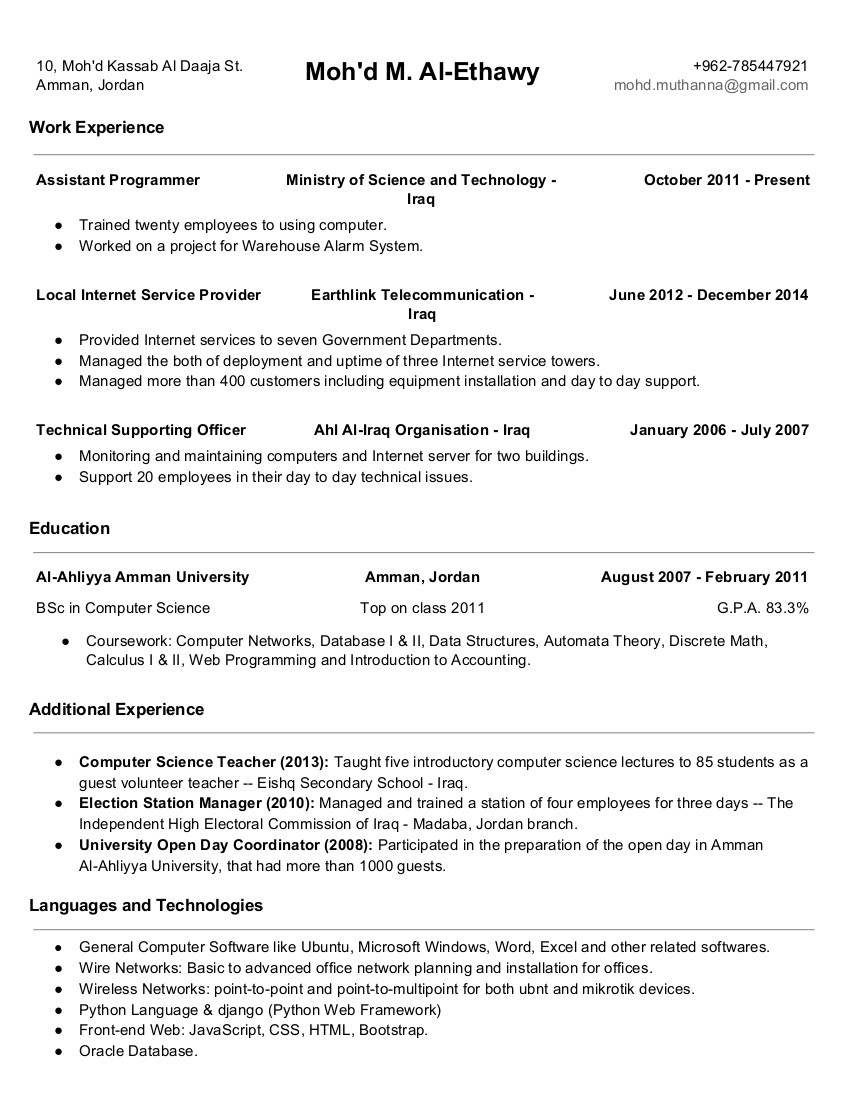 10, Moh'd Kassab Al Daaja St.
Amman, Jordan
Moh'd M. Al-Ethawy
+962-785447921
mohd.muthanna@gmail.com
Work Experience
Assistant Programmer Ministry of Science and Technology - October 2011 - Present
Iraq
● Trained twenty employees to using computer.
● Worked on a project for Warehouse Alarm System.
Local Internet Service Provider Earthlink Telecommunication - June 2012 - December 2014
Iraq
● Provided Internet services to seven Government Departments.
● Managed the both of deployment and uptime of three Internet service towers.
● Managed more than 400 customers including equipment installation and day to day support.
Technical Supporting Officer Ahl Al-Iraq Organisation - Iraq January 2006 - July 2007
● Monitoring and maintaining computers and Internet server for two buildings.
● Support 20 employees in their day to day technical issues.
Education
Al-Ahliyya Amman University Amman, Jordan August 2007 - February 2011
BSc in Computer Science Top on class 2011 G.P.A. 83.3%
● Coursework: Computer Networks, Database I & II, Data Structures, Automata Theory, Discrete Math,
Calculus I & II, Web Programming and Introduction to Accounting.
Additional Experience
● Computer Science Teacher (2013): Taught five introductory computer science lectures to 85 students as a
guest volunteer teacher -- Eishq Secondary School - Iraq.
● Election Station Manager (2010): Managed and trained a station of four employees for three days -- The
Independent High Electoral Commission of Iraq - Madaba, Jordan branch.
● University Open Day Coordinator (2008): Participated in the preparation of the open day in Amman
Al-Ahliyya University, that had more than 1000 guests.
Languages and Technologies
● General Computer Software like Ubuntu, Microsoft Windows, Word, Excel and other related softwares.
● Wire Networks: Basic to advanced office network planning and installation for offices.
● Wireless Networks: point-to-point and point-to-multipoint for both ubnt and mikrotik devices.
● Python Language & django (Python Web Framework)
● Front-end Web: JavaScript, CSS, HTML, Bootstrap.
● Oracle Database.